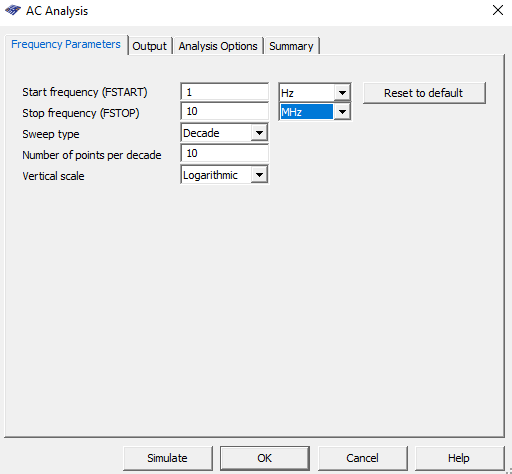 AC Analysis
Frequency Parameters Output Analysis Options Summary
Start frequency (FSTART) 1 Hz Reset to default
Stop frequency (FSTOP) 10 MHz
Sweep type Decade
Number of points per decade 10
Vertical scale Logarithmic
Simulate OK Cancel Help